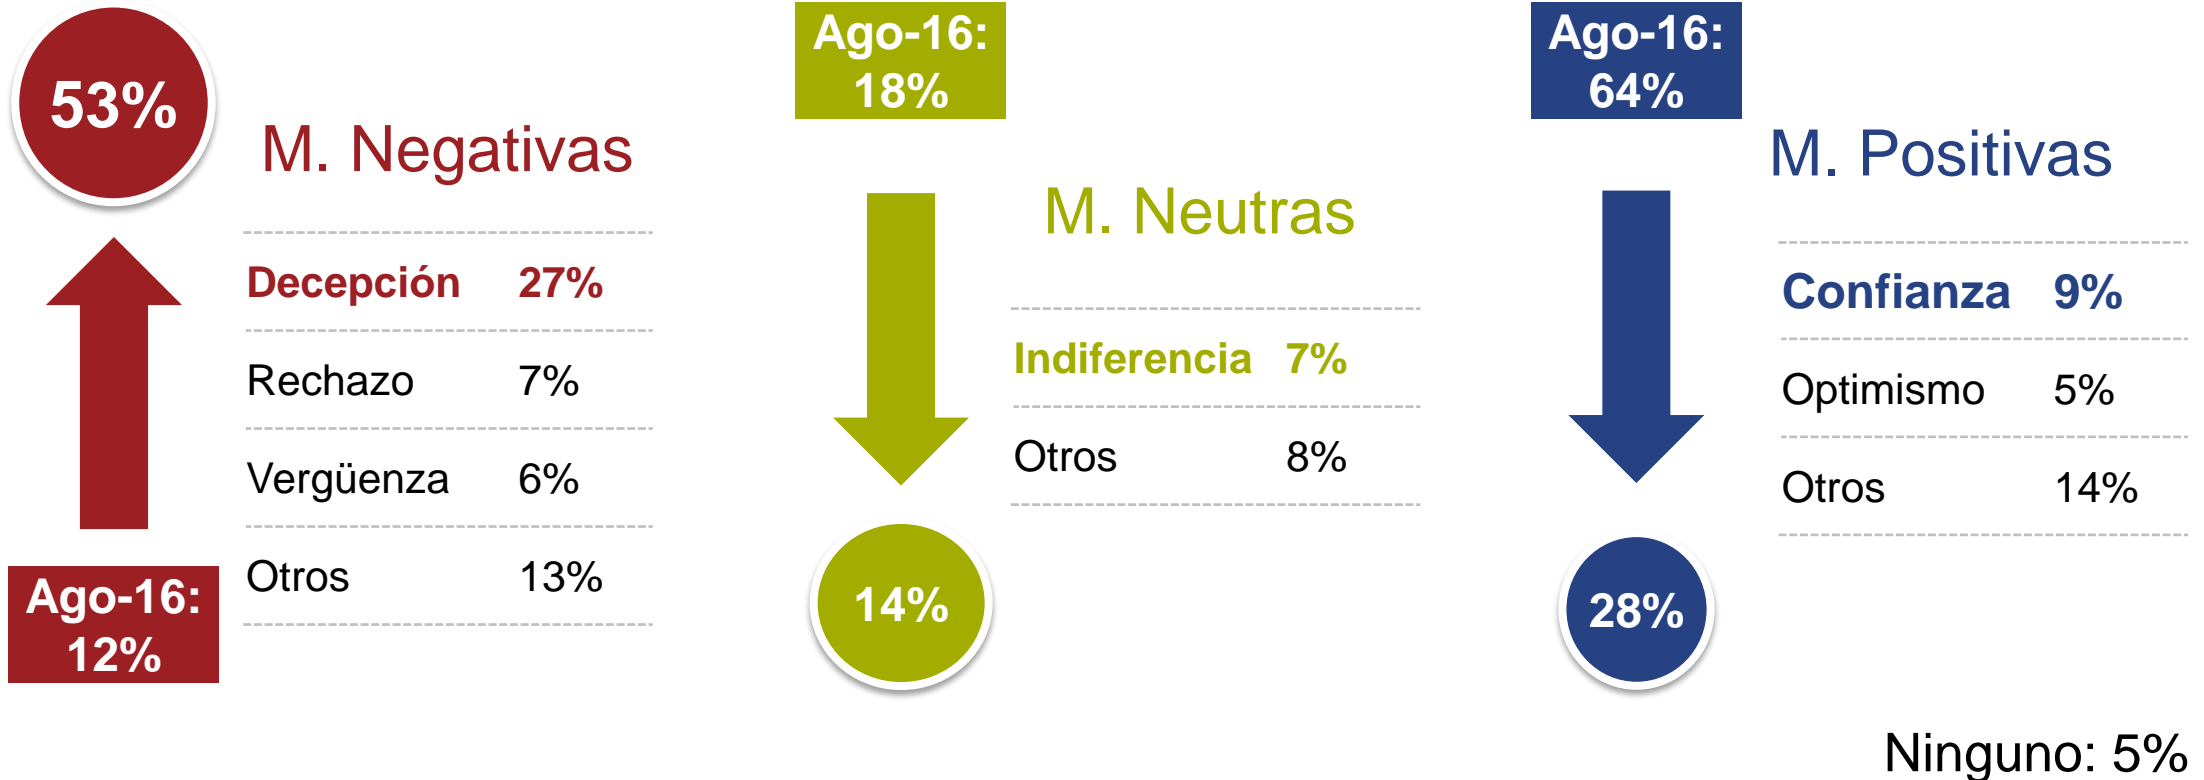 53%
M. Negativas
Decepción 27%
Rechazo 7%
Vergüenza 6%
Otros 13%
Ago-16:
12%
Ago-16:
18%
M. Neutras
Indiferencia 7%
Otros 8%
14%
Ago-16:
64%
M. Positivas
Confianza 9%
Optimismo 5%
Otros 14%
28%
Ninguno: 5%